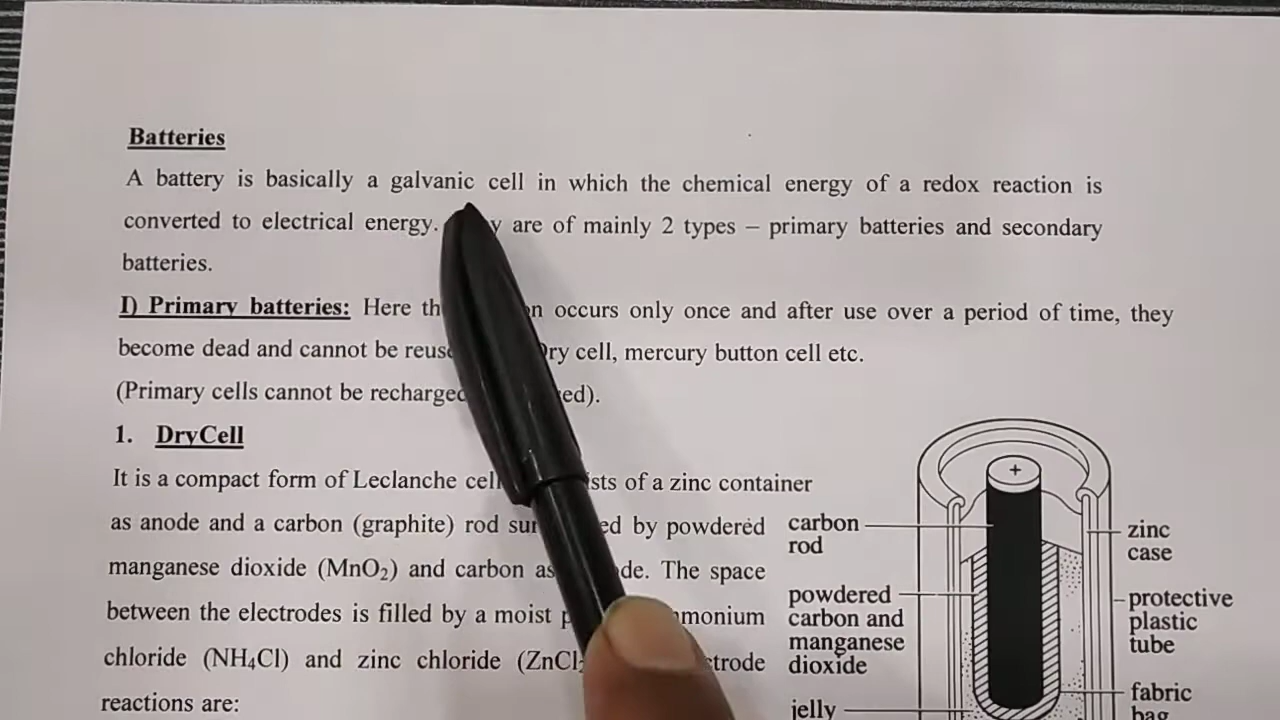 Batteries
A battery is basically a galvanic cell in which the chemical energy of a redox reaction is
converted to electrical energy. y are of mainly 2 types – primary batteries and secondary
batteries.
I) Primary batteries: Here th n occurs only once and after use over a period of time, they
become dead and cannot be reus ry cell, mercury button cell etc.
(Primary cells cannot be recharge ed).
1. DryCell
It is a compact form of Leclanche cell sts of a zinc container
as anode and a carbon (graphite) rod sur ed by powdered
manganese dioxide (MnO₂) and carbon as de. The space
between the electrodes is filled by a moist p mmonium
chloride (NH₄Cl) and zinc chloride (ZnCl trode
reactions are:
+
carbon
rod
powdered
carbon and
manganese
dioxide
jelly
zinc
case
protective
plastic
tube
fabric
bag